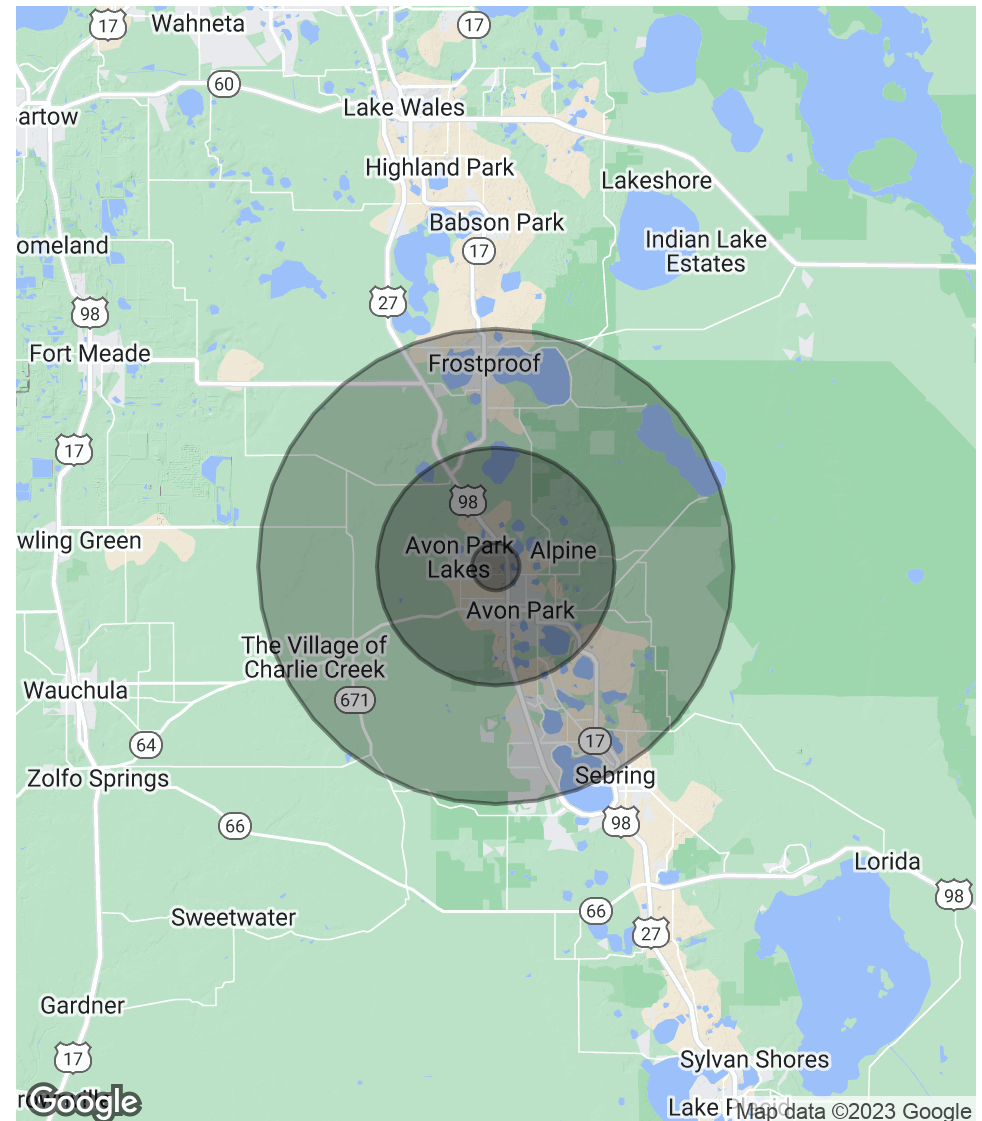 17
Wahneta
17
60
Lake Wales
artow
Highland Park
Lakeshore
Babson Park
17
Indian Lake
Estates
omeland
27
98
Fort Meade
Frostproof
17
98
wling Green
Avon Park
Lakes
Alpine
Avon Park
The Village of
Charlie Creek
Wauchula
671
64
17
Zolfo Springs
Sebring
66
98
Lorida
98
66
Sweetwater
27
Gardner
17
Sylvan Shores
Google
Lake Placid
Map data ©2023 Google